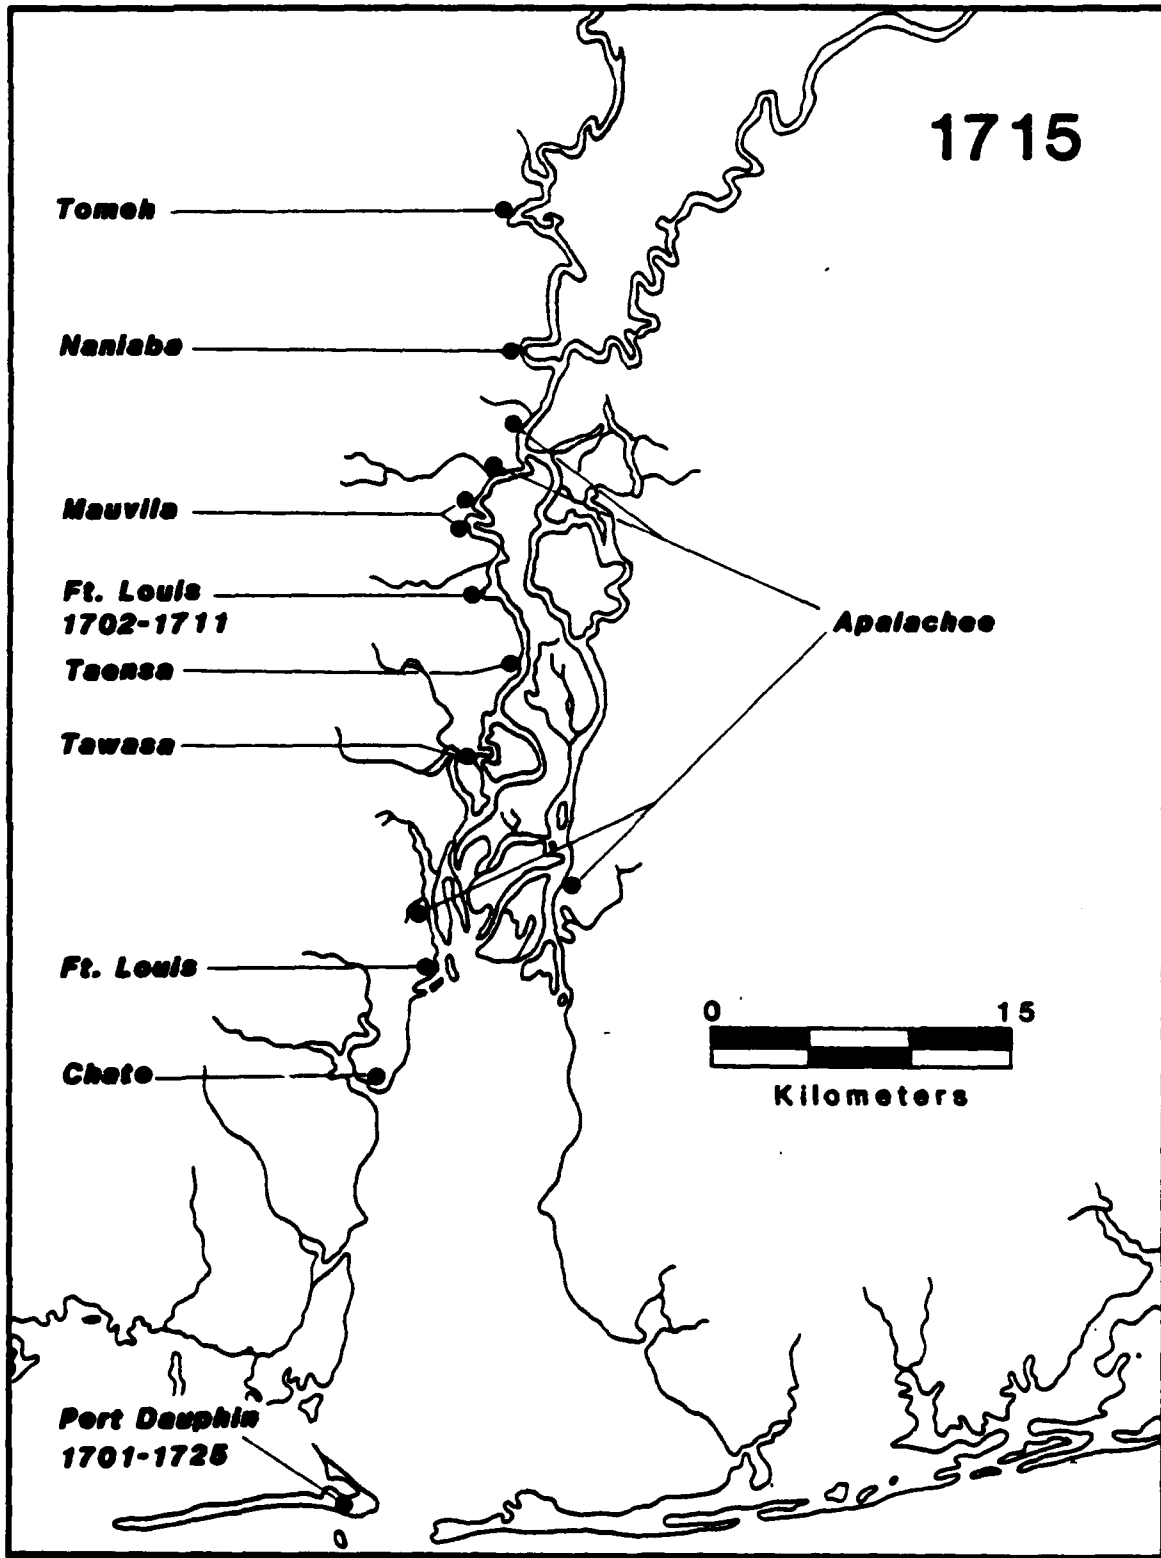 1715
Tomeh
Naniaba
Mauvila
Ft. Louis
1702-1711
Apalachee
Taensa
Tawasa
Ft. Louis
0 15
Kilometers
Chato
Port Dauphin
1701-1725